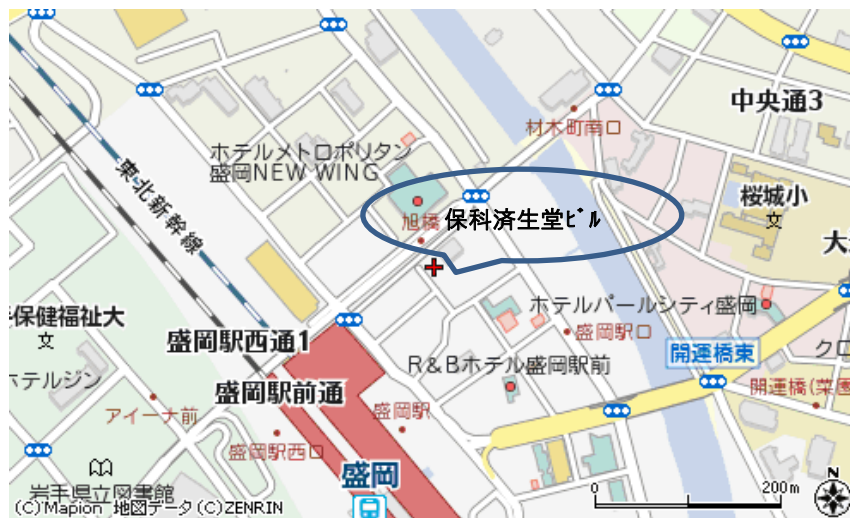 中央通3
材木町南口
ホテルメトロポリタン
盛岡NEW WING
東北新幹線
桜城小
文
旭橋
保科済生堂ビル
保健福祉大
文
ホテルパールシティ盛岡
盛岡駅口
盛岡駅西通1
開運橋東
R&Bホテル盛岡駅前
ホテルジン
盛岡駅前通
アイーナ前
盛岡駅
開運橋(菜園
クロ
盛岡駅西口
盛岡
岩手県立図書館
0
200m
N
(C)Mapion 地図データ(C)ZENRIN